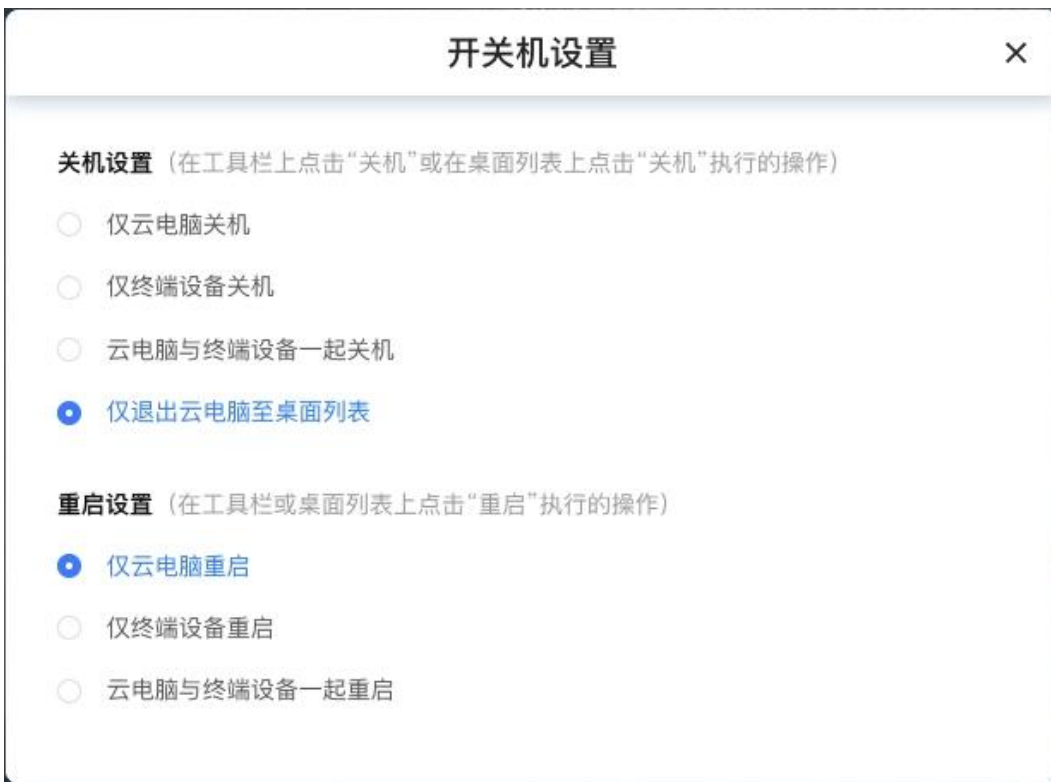 开关机设置
关机设置（在工具栏上点击“关机”或在桌面列表上点击“关机”执行的操作）
仅云电脑关机
仅终端设备关机
云电脑与终端设备一起关机
仅退出云电脑至桌面列表
重启设置（在工具栏或桌面列表上点击“重启”执行的操作）
仅云电脑重启
仅终端设备重启
云电脑与终端设备一起重启